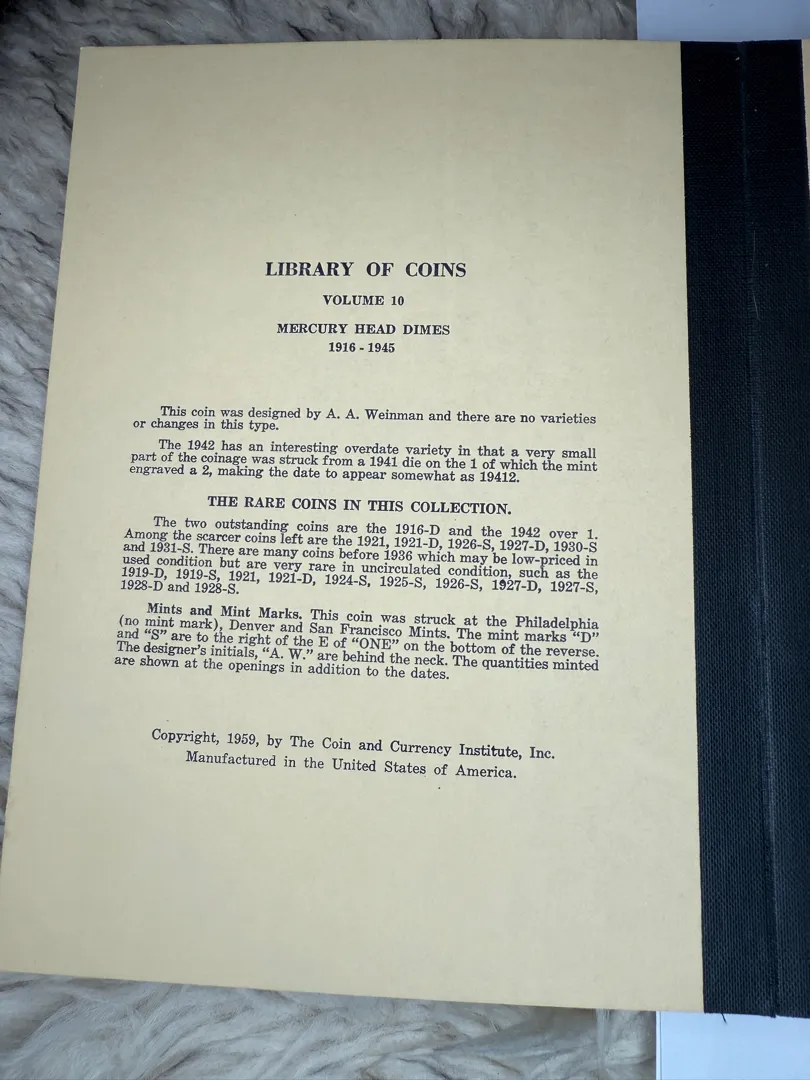 LIBRARY OF COINS
VOLUME 10
MERCURY HEAD DIMES
1916 - 1945
This coin was designed by A. A. Weinman and there are no varieties
or changes in this type.
The 1942 has an interesting overdate variety in that a very small
part of the coinage was struck from a 1941 die on the 1 of which the mint
engraved a 2, making the date to appear somewhat as 19412.
THE RARE COINS IN THIS COLLECTION.
The two outstanding coins are the 1916-D and the 1942 over 1.
Among the scarcer coins left are the 1921, 1921-D, 1926-S, 1927-D, 1930-S
and 1931-S. There are many coins before 1936 which may be low-priced in
used condition but are very rare in uncirculated condition, such as the
1919-D, 1919-S, 1921, 1921-D, 1924-S, 1925-S, 1926-S, 1927-D, 1927-S,
1928-D and 1928-S.
Mints and Mint Marks. This coin was struck at the Philadelphia
(no mint mark), Denver and San Francisco Mints. The mint marks “D”
and “S” are to the right of the E of “ONE” on the bottom of the reverse.
The designer's initials, “A. W.” are behind the neck. The quantities minted
are shown at the openings in addition to the dates.
Copyright, 1959, by The Coin and Currency Institute, Inc.
Manufactured in the United States of America.